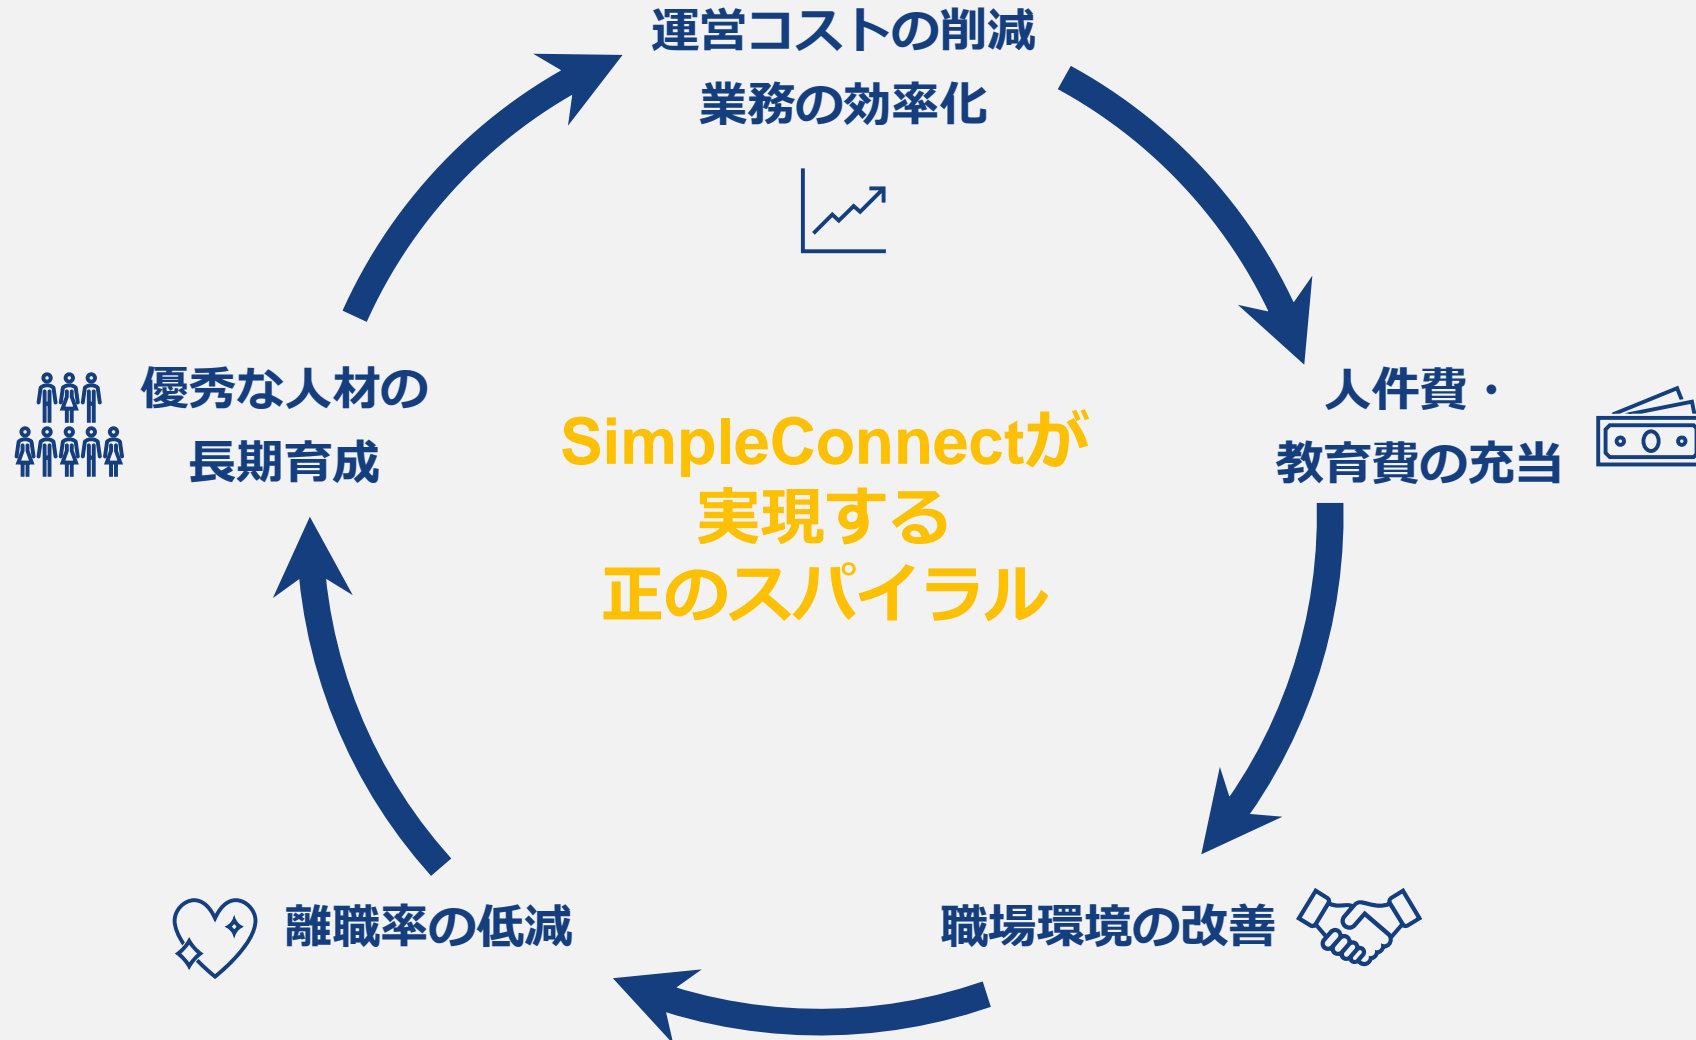 運営コストの削減
業務の効率化
人件費・
教育費の充当
職場環境の改善
離職率の低減
優秀な人材の
長期育成
SimpleConnectが
実現する
正のスパイラル